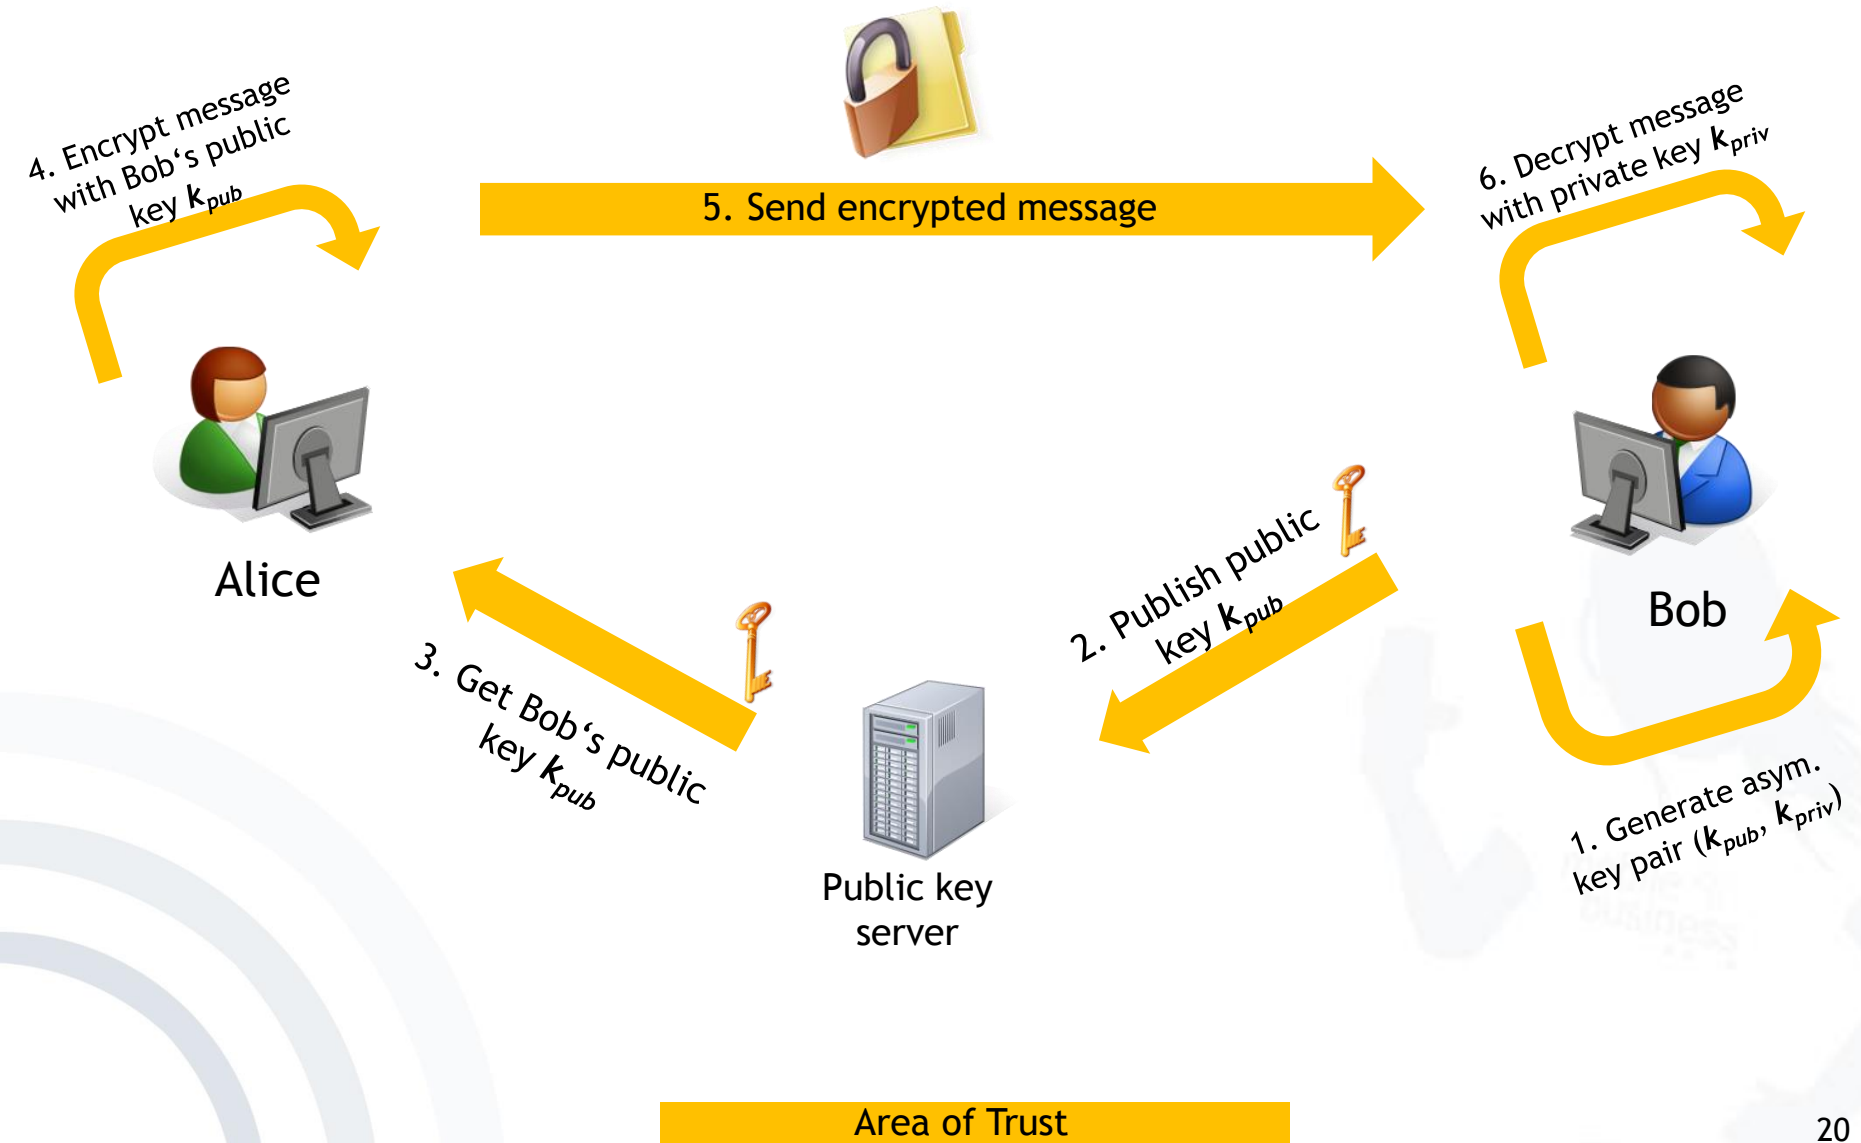 4. Encrypt message
with Bob‘s public
key kpub
5. Send encrypted message
6. Decrypt message
with private key kpriv
Alice
Bob
2. Publish public
key kpub
3. Get Bob‘s public
key kpub
1. Generate asym.
key pair (kpub, kpriv)
Public key
server
business
Area of Trust
20